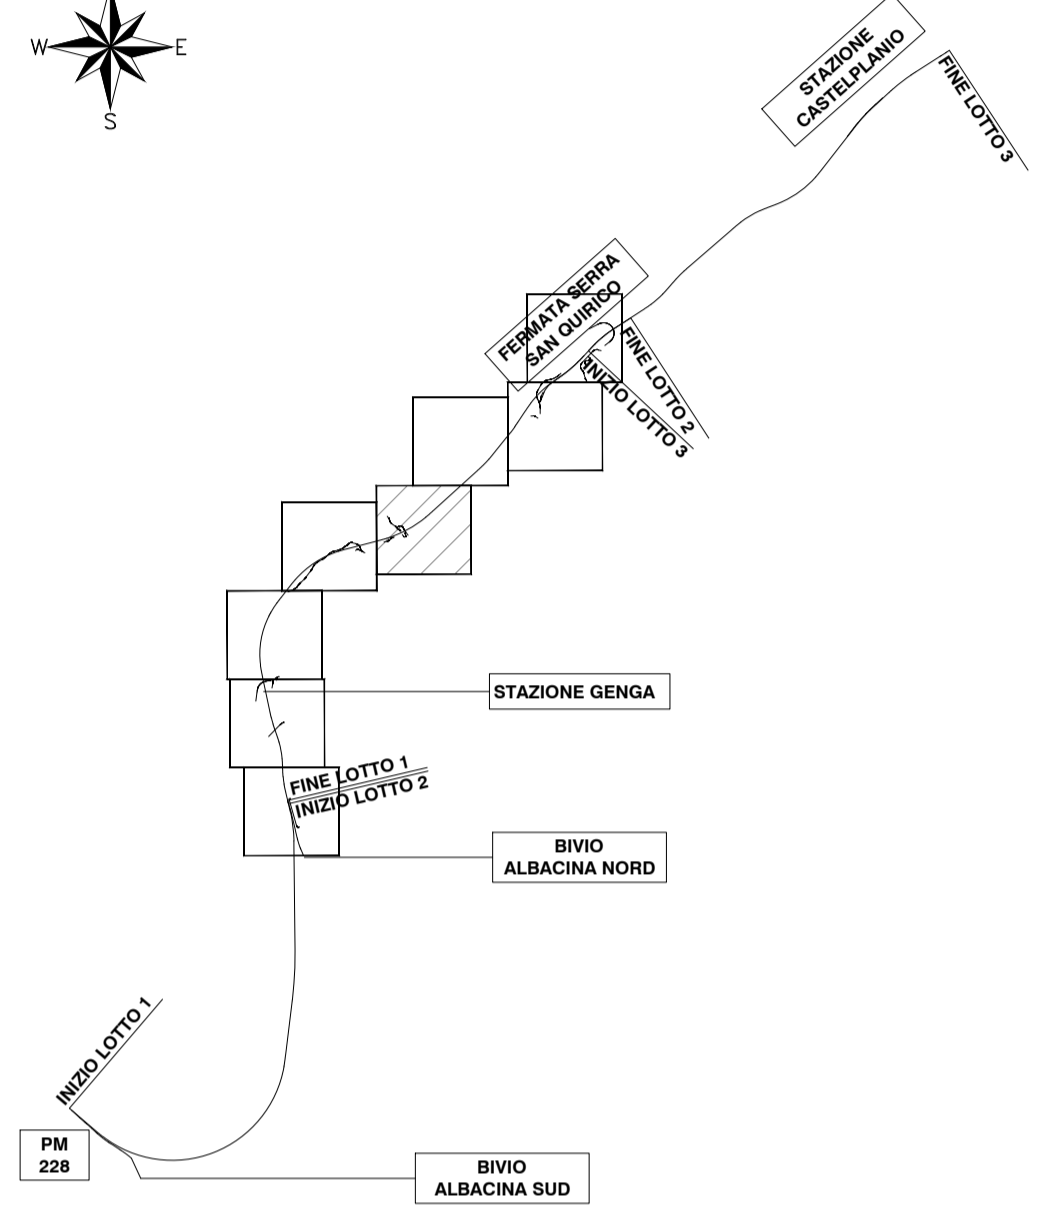 W
E
S
STAZIONE
CASTELPLANIO
FINE LOTTO 3
FERMATA SERRA
SAN QUIRICO
FINE LOTTO 2
INIZIO LOTTO 3
STAZIONE GENGA
FINE LOTTO 1
INIZIO LOTTO 2
BIVIO
ALBACINA NORD
INIZIO LOTTO 1
PM
228
BIVIO
ALBACINA SUD